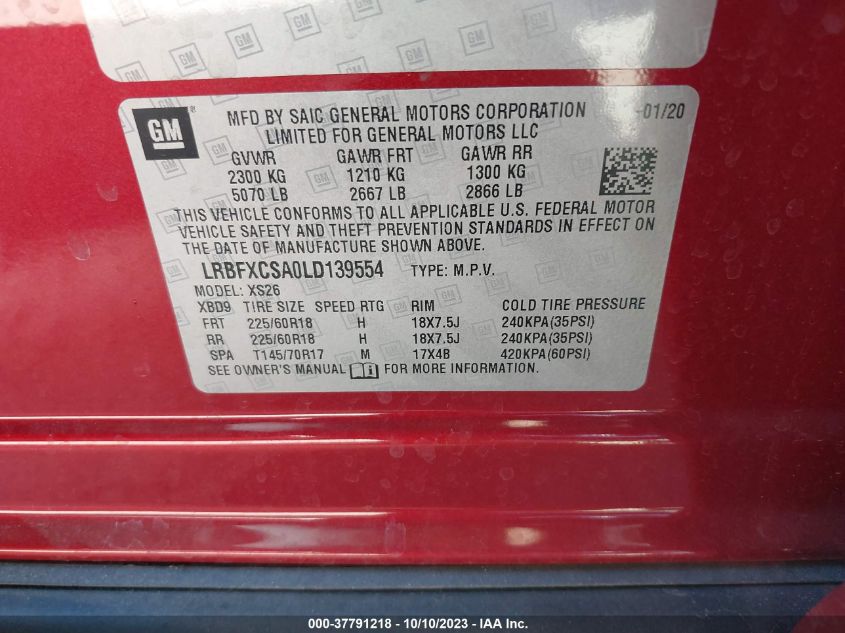 GM
GM ® MFD BY SAIC GENERAL MOTORS CORPORATION -01/20
LIMITED FOR GENERAL MOTORS LLC
GVWR GAWR FRT GAWR RR
2300 KG 1210 KG 1300 KG
5070 LB 2667 LB 2866 LB
THIS VEHICLE CONFORMS TO ALL APPLICABLE U.S. FEDERAL MOTOR
VEHICLE SAFETY AND THEFT PREVENTION STANDARDS IN EFFECT ON
THE DATE OF MANUFACTURE SHOWN ABOVE.
LRBFXCSA0LD139554 TYPE: M.P.V.
MODEL: XS26
XBD9 TIRE SIZE SPEED RTG RIM COLD TIRE PRESSURE
FRT 225/60R18 H 18X7.5J 240KPA(35PSI)
RR 225/60R18 H 18X7.5J 240KPA(35PSI)
SPA T145/70R17 M 17X4B 420KPA(60PSI)
SEE OWNER'S MANUAL FOR MORE INFORMATION.
000-37791218 - 10/10/2023 - IAA Inc.